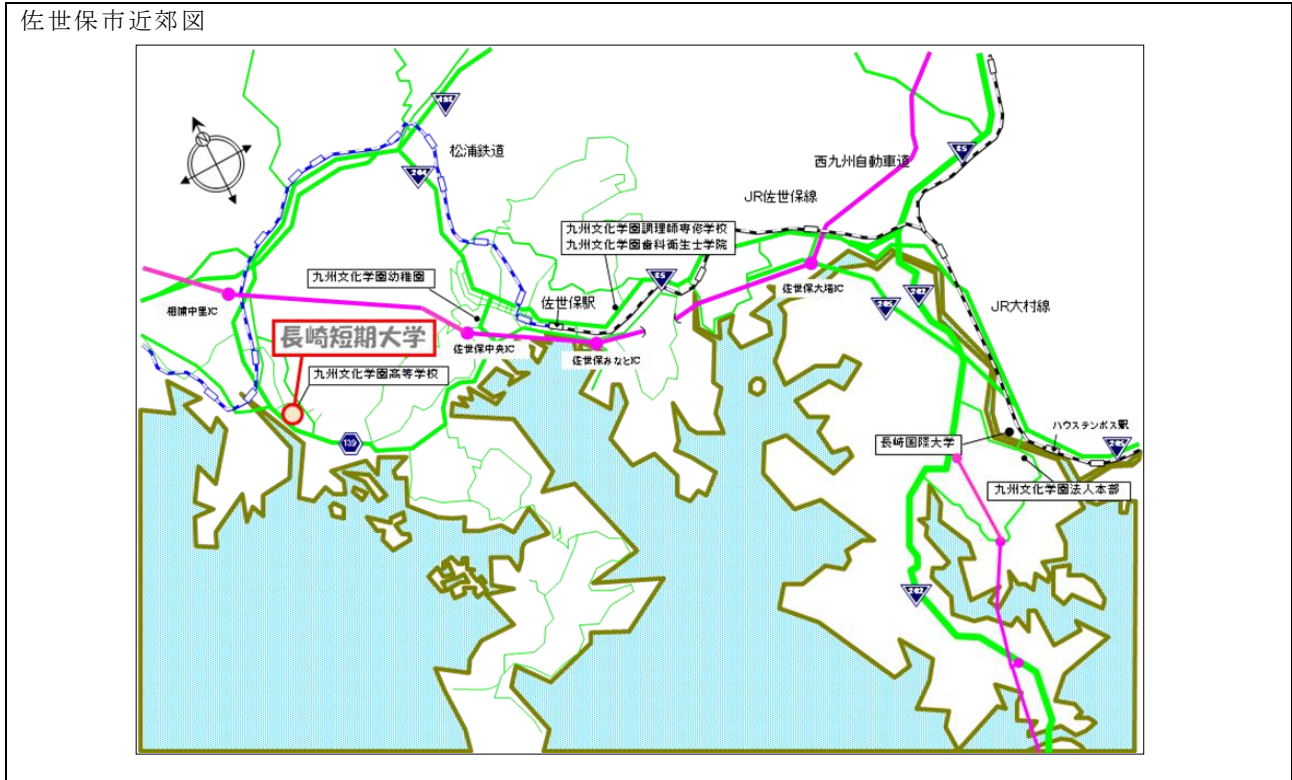 佐世保市近郊図
N
松浦鉄道
204
西九州自動車道
35
JR佐世保線
九州文化学園調理師専修学校
九州文化学園歯科衛生士学院
九州文化学園幼稚園
35
佐世保大塔IC
佐世保駅
相浦中里IC
205
JR大村線
長崎短期大学
佐世保中央IC
佐世保みなとIC
九州文化学園高等学校
139
長崎国際大学
ハウステンボス駅
九州文化学園法人本部
202